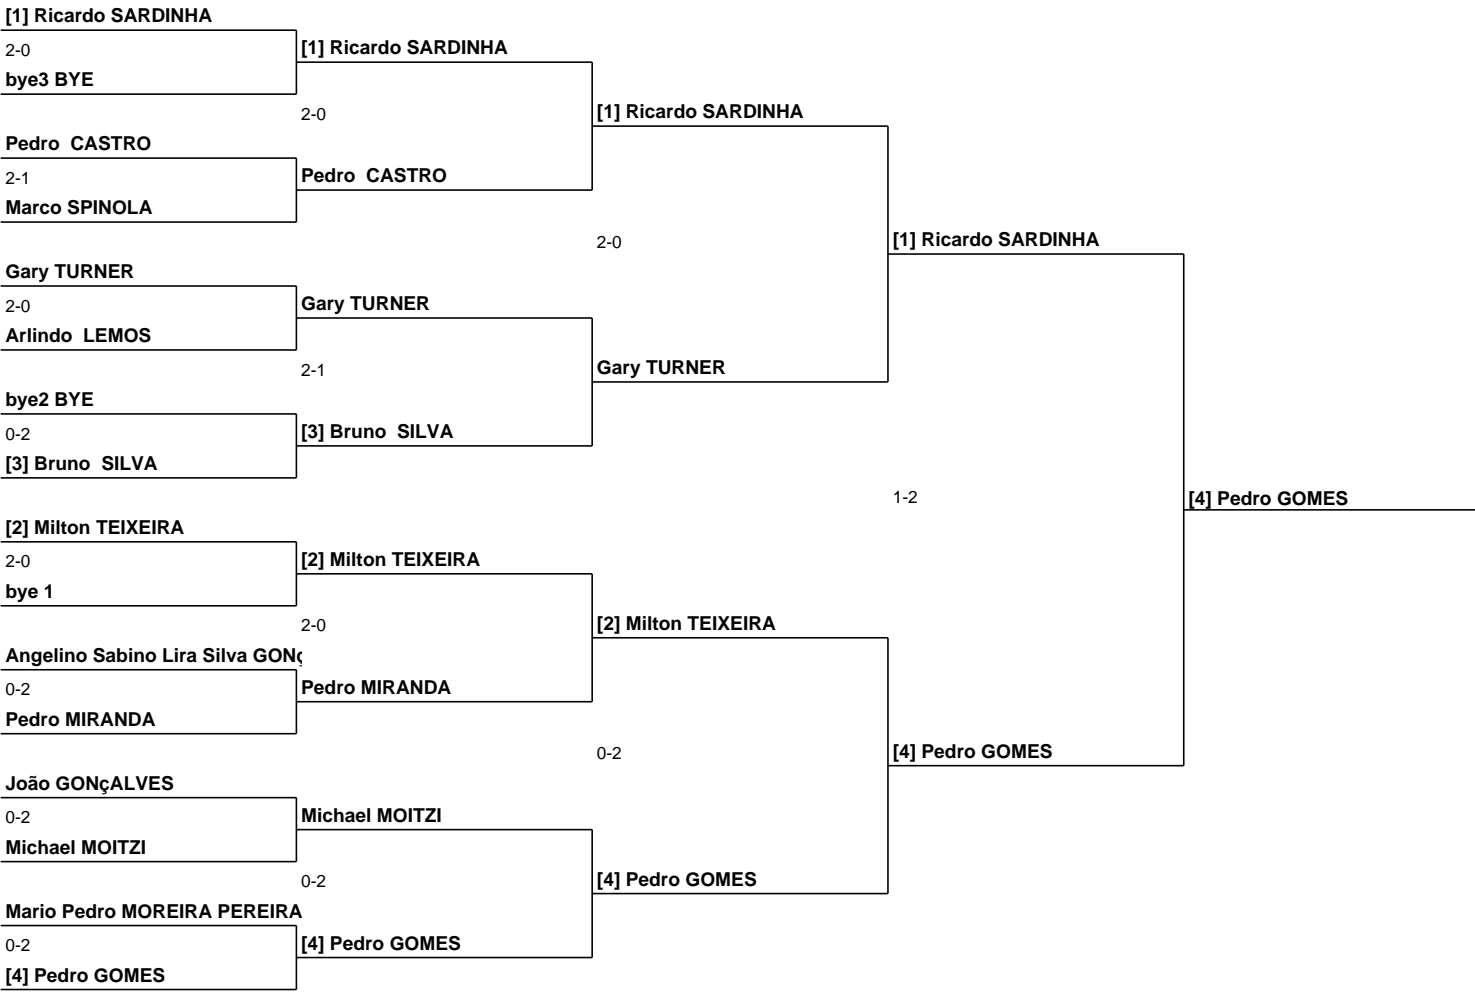 [1] Ricardo SARDINHA
2-0
[1] Ricardo SARDINHA
bye3 BYE
2-0
[1] Ricardo SARDINHA
Pedro  CASTRO
2-1
Pedro  CASTRO
Marco SPINOLA
2-0
[1] Ricardo SARDINHA
Gary TURNER
2-0
Gary TURNER
Arlindo  LEMOS
2-1
Gary TURNER
bye2 BYE
0-2
[3] Bruno  SILVA
[3] Bruno  SILVA
1-2
[4] Pedro GOMES
[2] Milton TEIXEIRA
2-0
[2] Milton TEIXEIRA
bye 1
2-0
[2] Milton TEIXEIRA
Angelino Sabino Lira Silva GONç
0-2
Pedro MIRANDA
Pedro MIRANDA
0-2
[4] Pedro GOMES
João GONçALVES
0-2
Michael MOITZI
Michael MOITZI
0-2
[4] Pedro GOMES
Mario Pedro MOREIRA PEREIRA
0-2
[4] Pedro GOMES
[4] Pedro GOMES